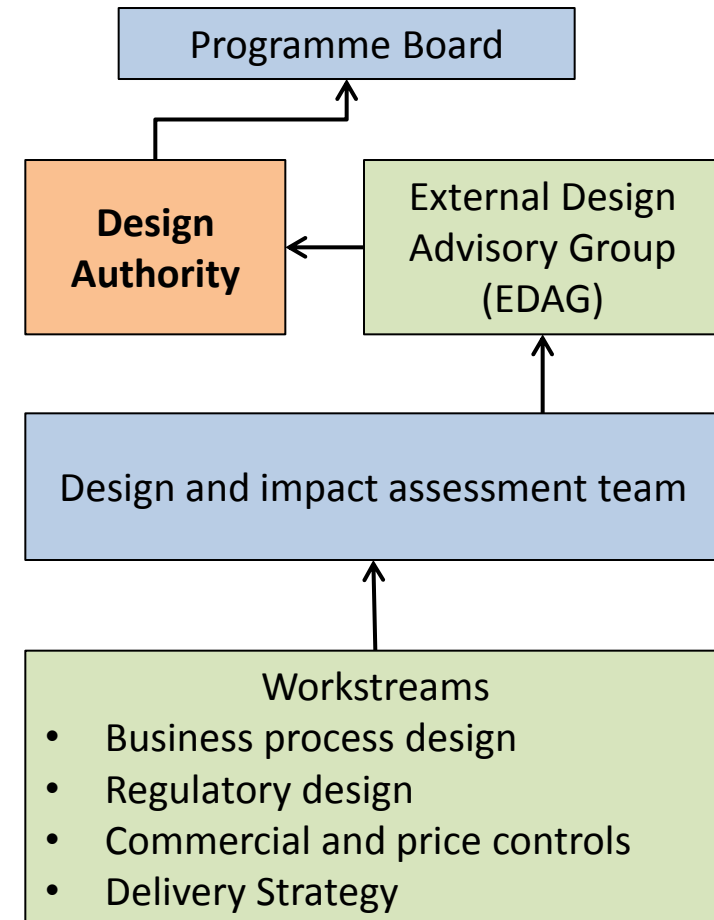 Programme Board
Design
Authority
External Design
Advisory Group
(EDAG)
Design and impact assessment team
Workstreams
• Business process design
• Regulatory design
• Commercial and price controls
• Delivery Strategy